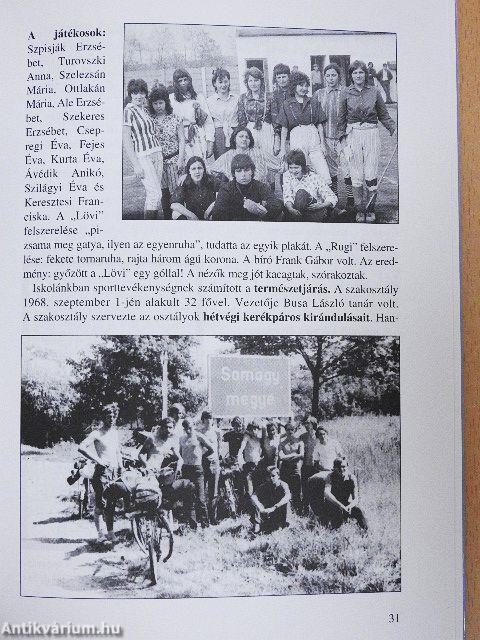 A játékosok:
Szpisják Erzsé-
bet, Turovszki
Anna, Szelezsán
Mária, Ottlakán
Mária, Ale Erzsé-
bet, Szekeres
Erzsébet, Csep-
regi Éva, Fejes
Éva, Kurta Éva,
Ávédik Anikó,
Szilágyi Éva és
Keresztesi Fran-
ciska. A „Lövi”
felszerelése „pi-
zsama meg gatya, ilyen az egyenruha”, tudatta az egyik plakát. A „Rugi” felszere-
lése: fekete tornaruha, rajta három ágú korona. A bíró Frank Gábor volt. Az ered-
mény: győzött a „Lövi” egy góllal! A nézők meg jót kacagtak, szórakoztak.
Iskolánkban sporttevékenységnek számított a természetjárás. A szakosztály
1968. szeptember 1-jén alakult 32 fővel. Vezetője Busa László tanár volt.
A szakosztály szervezte az osztályok hétvégi kerékpáros kirándulásait. Han-
Somogy
megye
31
Antikvárium.hu